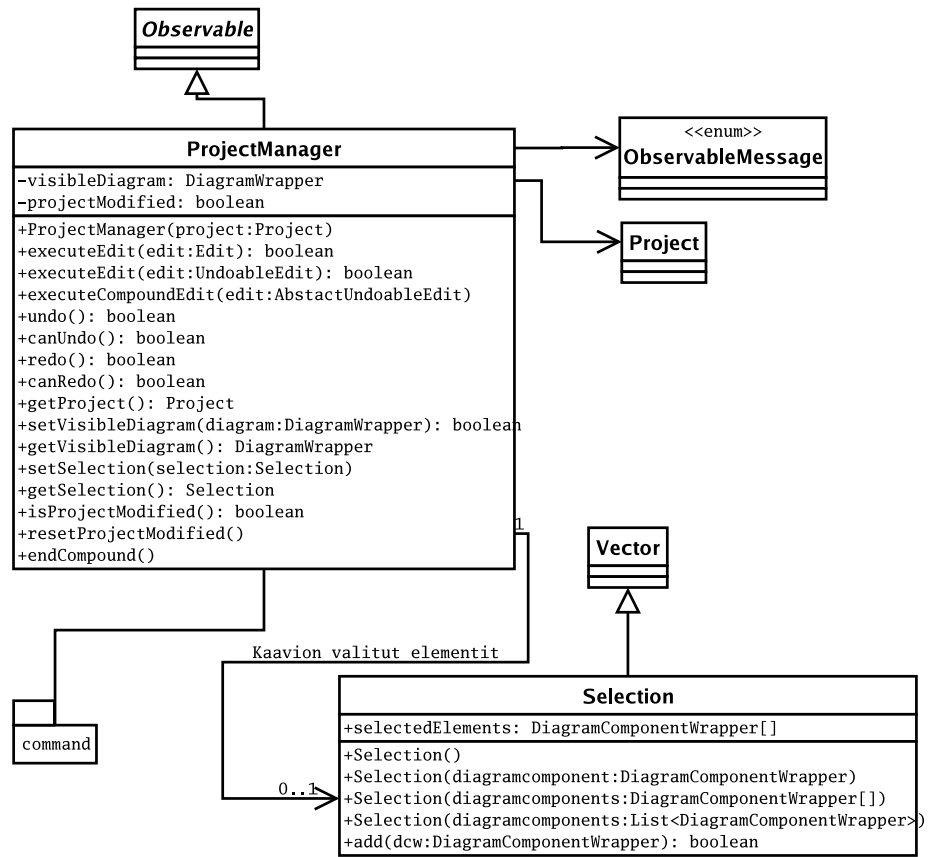 Observable
ProjectManager
-visibleDiagram: DiagramWrapper
-projectModified: boolean
+ProjectManager(project:Project)
+executeEdit(edit:Edit): boolean
+executeEdit(edit:UndoableEdit): boolean
+executeCompoundEdit(edit:AbstactUndoableEdit)
+undo(): boolean
+canUndo(): boolean
+redo(): boolean
+canRedo(): boolean
+getProject(): Project
+setVisibleDiagram(diagram:DiagramWrapper): boolean
+getVisibleDiagram(): DiagramWrapper
+setSelection(selection:Selection)
+getSelection(): Selection
+isProjectModified(): boolean
+resetProjectModified()
+endCompound()
<<enum>>
ObservableMessage
Project
1
Vector
Kaavion valitut elementit
command
0..1
Selection
+selectedElements: DiagramComponentWrapper[]
+Selection()
+Selection(diagramcomponent:DiagramComponentWrapper)
+Selection(diagramcomponents:DiagramComponentWrapper[])
+Selection(diagramcomponents:List<DiagramComponentWrapper>)
+add(dcw:DiagramComponentWrapper): boolean